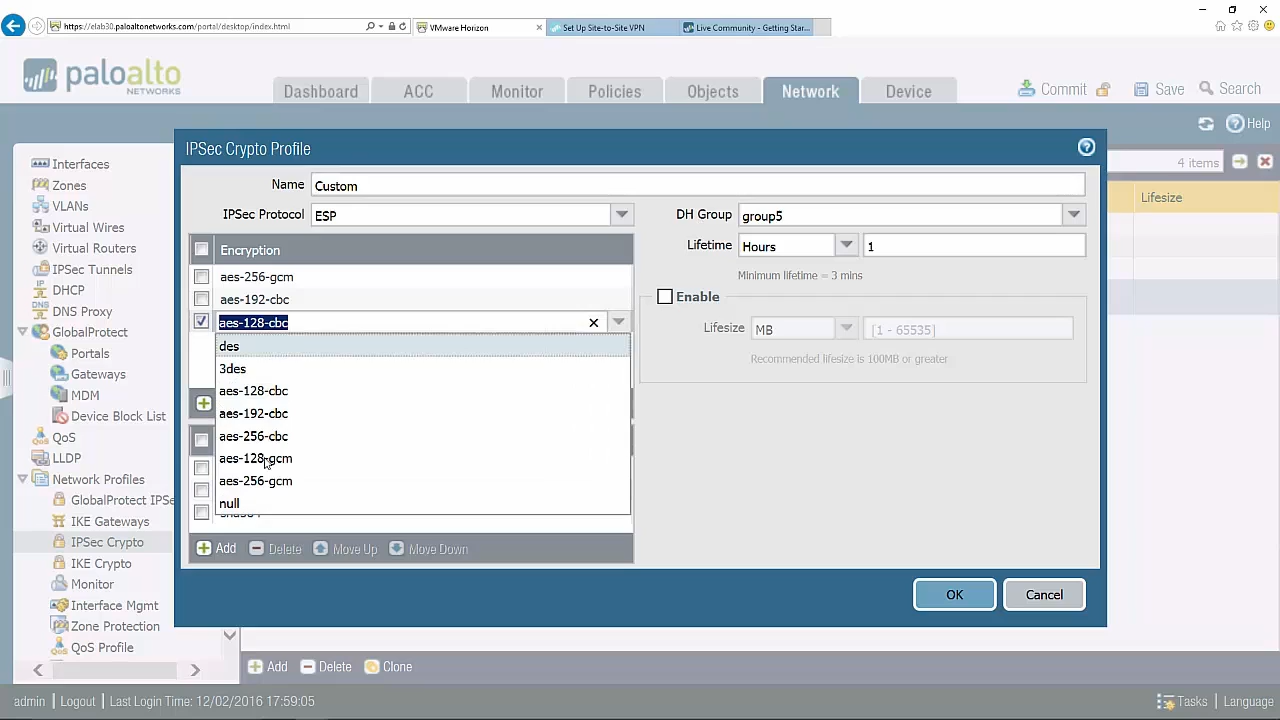 https://elab30.paloaltonetworks.com/portal/desktop/index.html
VMware Horizon
Set Up Site-to-Site VPN
Live Community - Getting Star...
paloalto
NETWORKS
Dashboard
ACC
Monitor
Policies
Objects
Network
Device
Commit
Save
Search
Help
Interfaces
Zones
VLANs
Virtual Wires
Virtual Routers
IPSec Tunnels
DHCP
DNS Proxy
GlobalProtect
Portals
Gateways
MDM
Device Block List
QoS
LLDP
Network Profiles
GlobalProtect IPSe
IKE Gateways
IPSec Crypto
IKE Crypto
Monitor
Interface Mgmt
Zone Protection
QoS Profile
4 items
Lifesize
IPSec Crypto Profile
Name Custom
IPSec Protocol ESP
DH Group group5
Lifetime Hours 1
Minimum lifetime = 3 mins
Enable
Lifesize MB [1 - 65535]
Recommended lifesize is 100MB or greater
Encryption
aes-256-gcm
aes-192-cbc
aes-128-cbc
des
3des
aes-128-cbc
aes-192-cbc
aes-256-cbc
aes-128-gcm
aes-256-gcm
null
Add Delete Move Up Move Down
OK
Cancel
Add Delete Clone
admin | Logout | Last Login Time: 12/02/2016 17:59:05
Tasks | Language